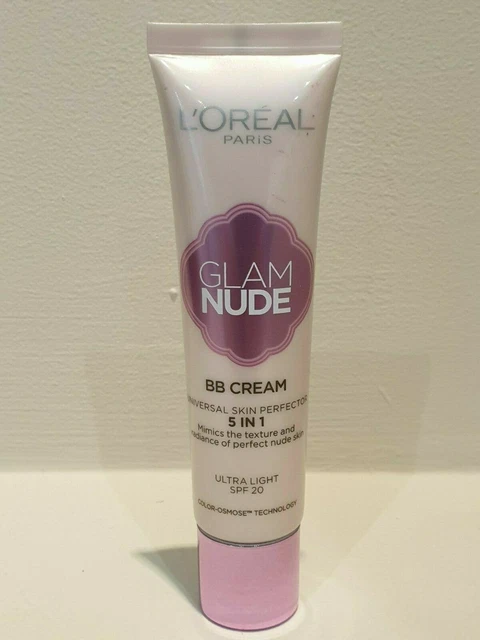 L'ORÉAL
PARIS
GLAM
NUDE
BB CREAM
UNIVERSAL SKIN PERFECTOR
5 IN 1
Mimics the texture and
radiance of perfect nude skin
ULTRA LIGHT
SPF 20
COLOR-OSMOSE™ TECHNOLOGY